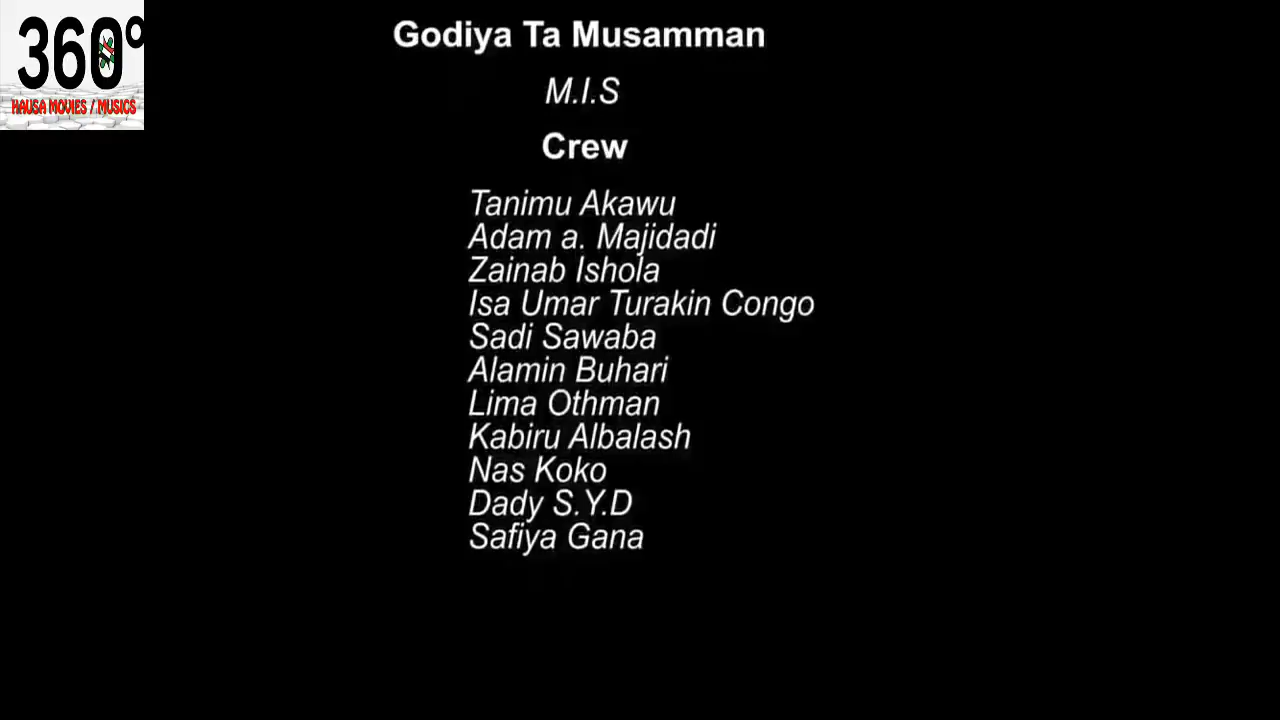 360°
HAUSA MOVIES / MUSICS
Godiya Ta Musamman
M.I.S
Crew
Tanimu Akawu
Adam a. Majidadi
Zainab Ishola
Isa Umar Turakin Congo
Sadi Sawaba
Alamin Buhari
Lima Othman
Kabiru Albalash
Nas Koko
Dady S.Y.D
Safiya Gana